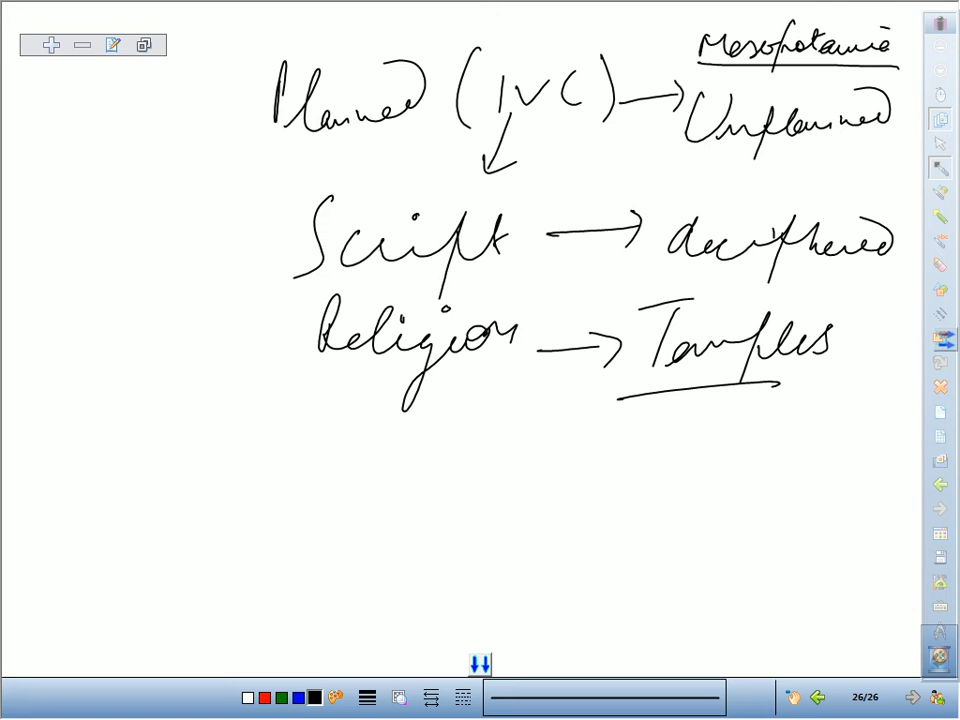 Mesopotamia
Planned (IVC) → Unplanned
Script → deciphered
Religion → Temples
26/26